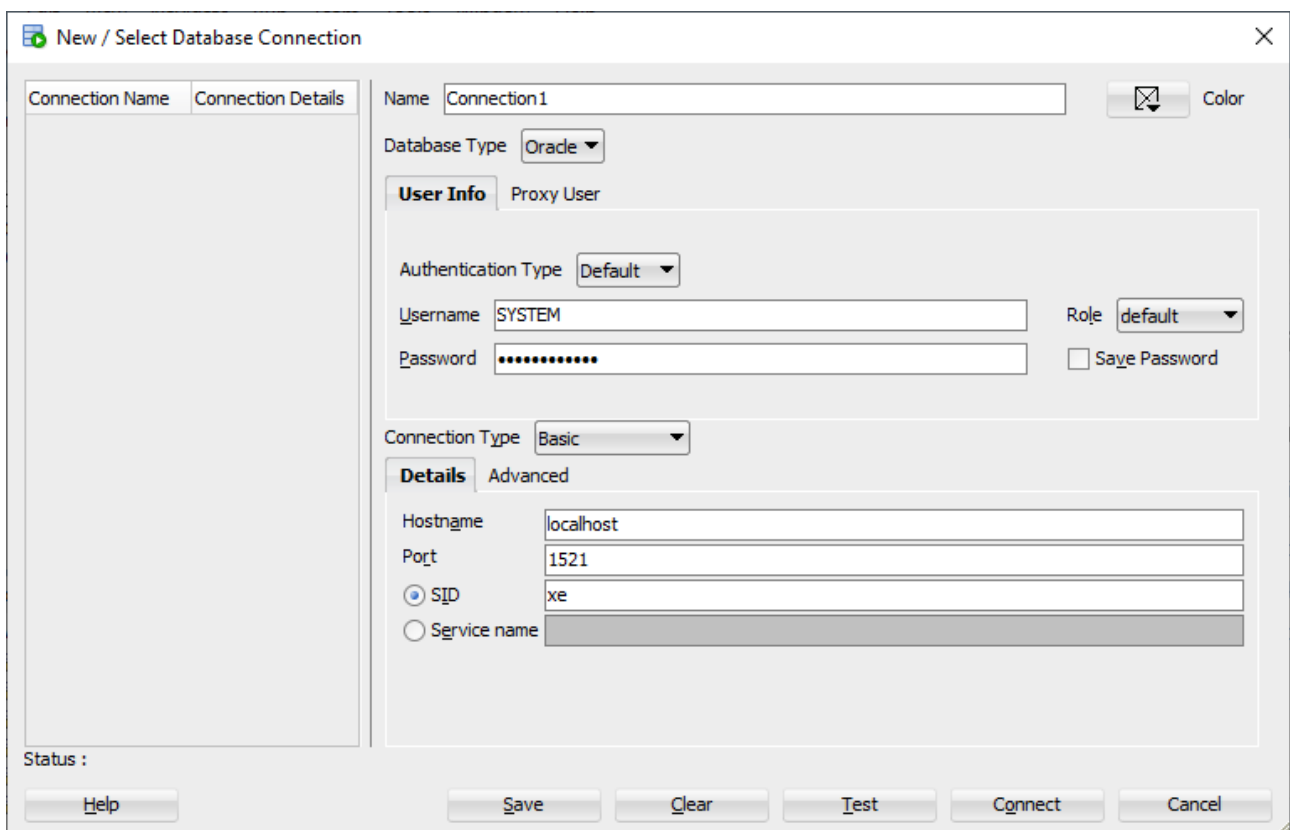 New / Select Database Connection
Connection Name Connection Details
Name Connection1 Color
Database Type Oracle
User Info Proxy User
Authentication Type Default
Username SYSTEM Role default
Password •••••••••••• Save Password
Connection Type Basic
Details Advanced
Hostname localhost
Port 1521
SID xe
Service name
Status :
Help Save Clear Test Connect Cancel